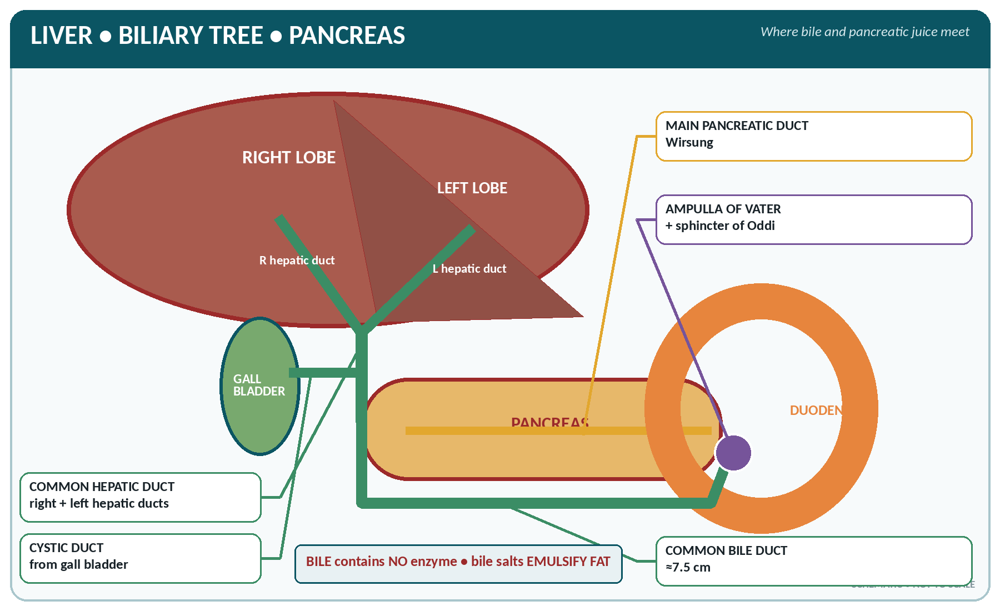 LIVER ● BILIARY TREE ● PANCREAS
Where bile and pancreatic juice meet
RIGHT LOBE
LEFT LOBE
R hepatic duct
L hepatic duct
MAIN PANCREATIC DUCT
Wirsung
AMPULLA OF VATER
+ sphincter of Oddi
GALL
BLADDER
PANCREAS
DUODEN
COMMON HEPATIC DUCT
right + left hepatic ducts
CYSTIC DUCT
from gall bladder
BILE contains NO enzyme ● bile salts EMULSIFY FAT
COMMON BILE DUCT
≈7.5 cm